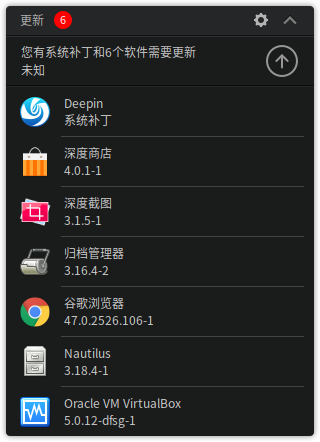 更新 6
您有系统补丁和6个软件需要更新
未知
Deepin
系统补丁
深度商店
4.0.1-1
深度截图
3.1.5-1
归档管理器
3.16.4-2
谷歌浏览器
47.0.2526.106-1
Nautilus
3.18.4-1
Oracle VM VirtualBox
5.0.12-dfsg-1